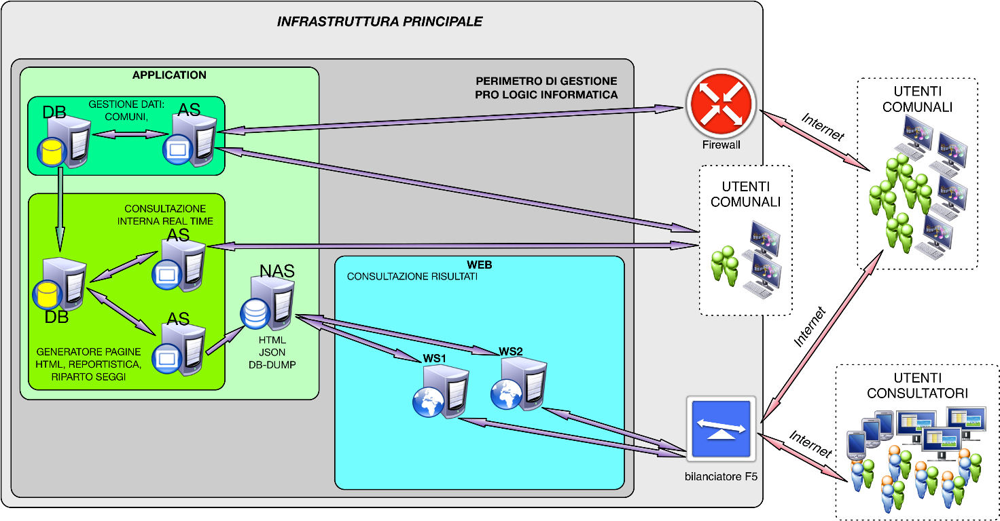 INFRASTRUTTURA PRINCIPALE
APPLICATION
PERIMETRO DI GESTIONE
PRO LOGIC INFORMATICA
DB
GESTIONE DATI:
COMUNI,
AS
Firewall
Internet
UTENTI
COMUNALI
UTENTI
COMUNALI
CONSULTAZIONE
INTERNA REAL TIME
AS
DB
AS
GENERATORE PAGINE
HTML, REPORTISTICA,
RIPARTO SEGGI
NAS
HTML
JSON
DB-DUMP
WEB
CONSULTAZIONE RISULTATI
WS1
WS2
bilanciatore F5
Internet
Internet
UTENTI
CONSULTATORI